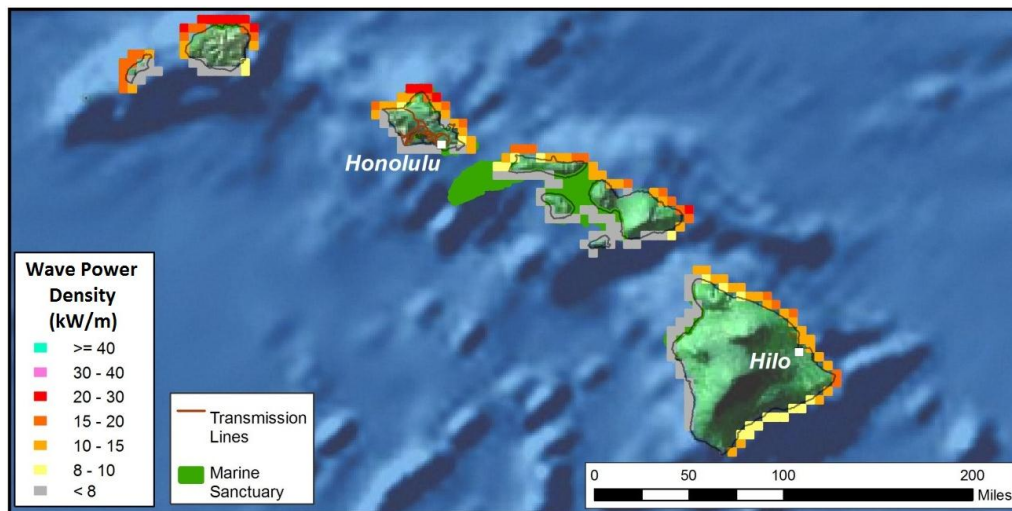 Honolulu
Hilo
Wave Power
Density
(kW/m)
>= 40
30 - 40
20 - 30
15 - 20
10 - 15
8 - 10
< 8
Transmission
Lines
Marine
Sanctuary
0 50 100 200
Miles